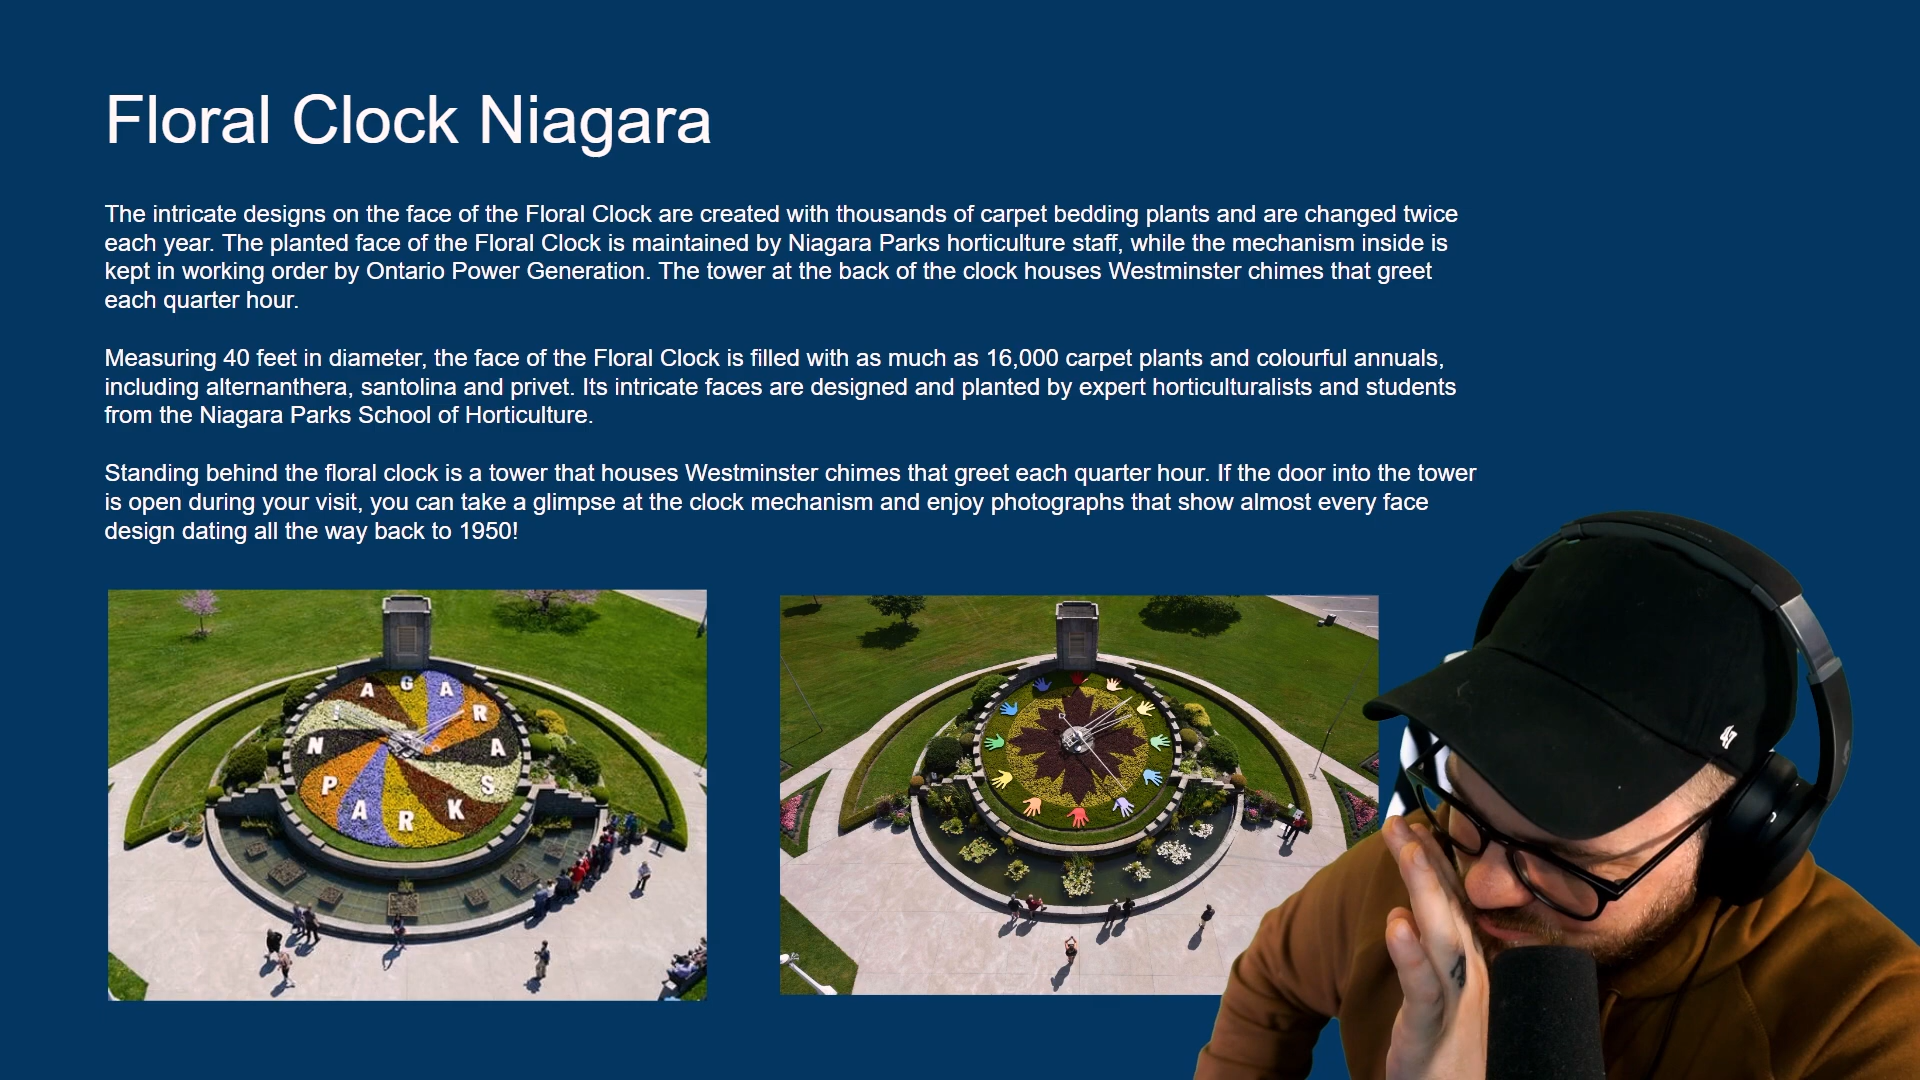 Floral Clock Niagara
The intricate designs on the face of the Floral Clock are created with thousands of carpet bedding plants and are changed twice
each year. The planted face of the Floral Clock is maintained by Niagara Parks horticulture staff, while the mechanism inside is
kept in working order by Ontario Power Generation. The tower at the back of the clock houses Westminster chimes that greet
each quarter hour.
Measuring 40 feet in diameter, the face of the Floral Clock is filled with as much as 16,000 carpet plants and colourful annuals,
including alternanthera, santolina and privet. Its intricate faces are designed and planted by expert horticulturalists and students
from the Niagara Parks School of Horticulture.
Standing behind the floral clock is a tower that houses Westminster chimes that greet each quarter hour. If the door into the tower
is open during your visit, you can take a glimpse at the clock mechanism and enjoy photographs that show almost every face
design dating all the way back to 1950!
NIAGARA
PARKS
47